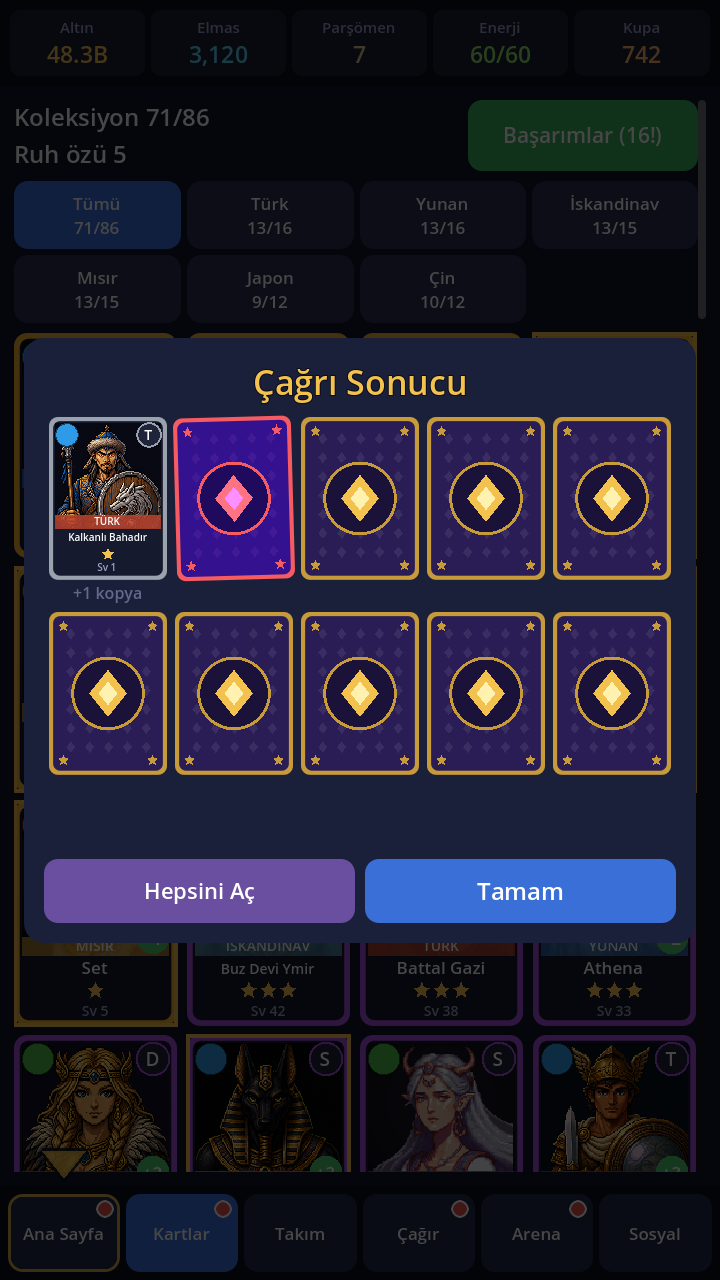 Altın
48.3B
Elmas
3,120
Parşömen
7
Enerji
60/60
Kupa
742
Koleksiyon 71/86
Ruh özü 5
Başarımlar (16!)
Tümü
71/86
Türk
13/16
Yunan
13/16
İskandinav
13/15
Mısır
13/15
Japon
9/12
Çin
10/12
Çağrı Sonucu
T
TÜRK
Kalkanlı Bahadır
Sv 1
+1 kopya
Hepsini Aç
Tamam
MISIR
İSKANDİNAV
TÜRK
YUNAN
Set
Buz Devi Ymir
Battal Gazi
Athena
Sv 5
Sv 42
Sv 38
Sv 33
D
S
S
T
Ana Sayfa
Kartlar
Takım
Çağır
Arena
Sosyal